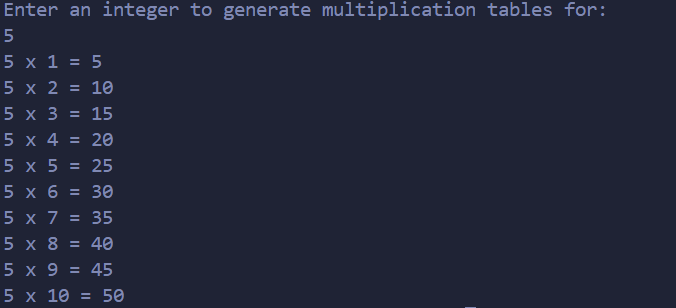 Enter an integer to generate multiplication tables for:
5
5 x 1 = 5
5 x 2 = 10
5 x 3 = 15
5 x 4 = 20
5 x 5 = 25
5 x 6 = 30
5 x 7 = 35
5 x 8 = 40
5 x 9 = 45
5 x 10 = 50